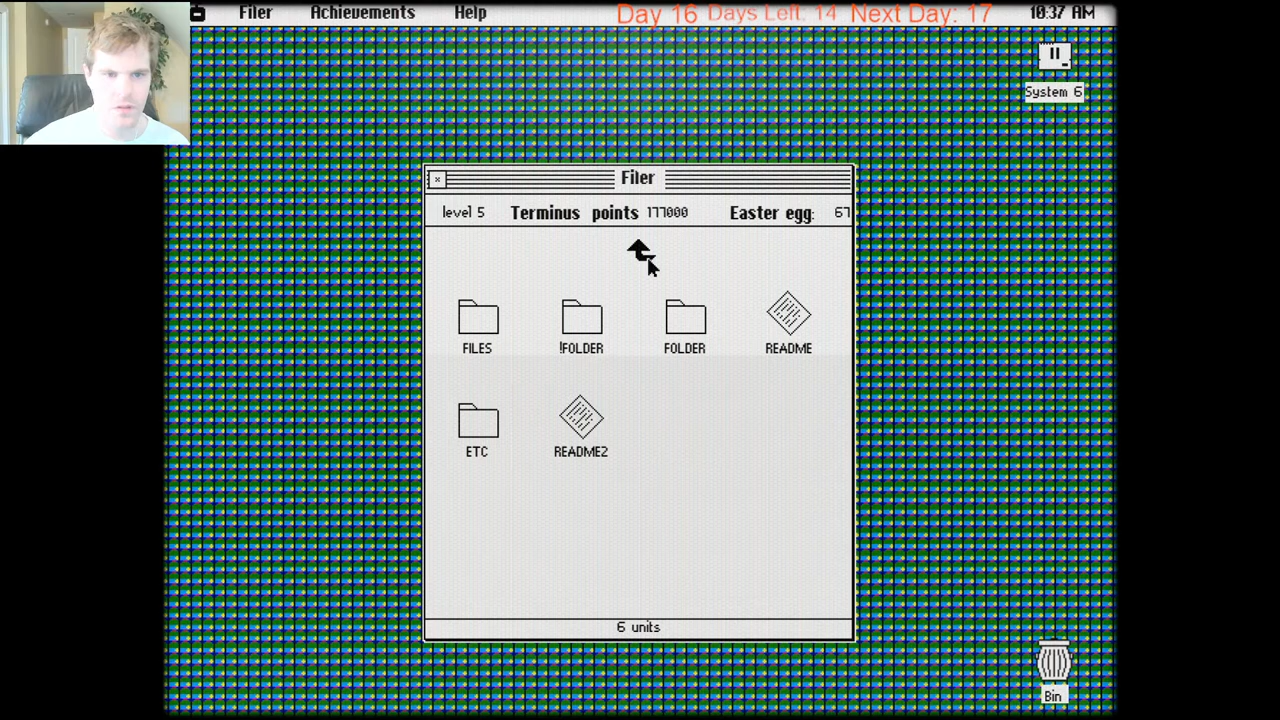 Filer Achievements Help Day 16 Days Left: 14 Next Day: 17 10:37 AM
System 6
Filer
level 5 Terminus points 177000 Easter egg: 67
FILES !FOLDER FOLDER README
ETC README2
6 units
Bin